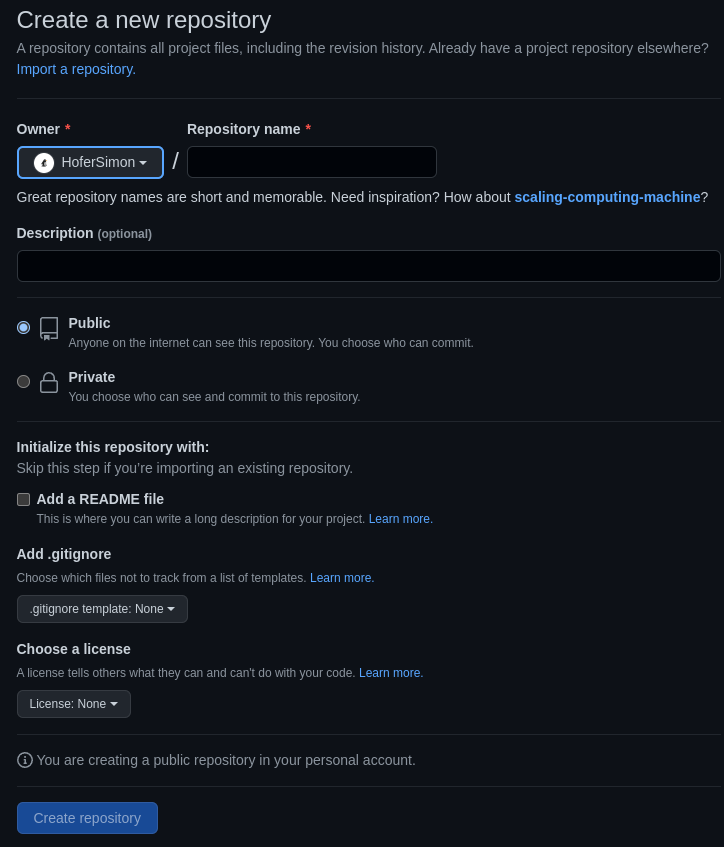 Create a new repository
A repository contains all project files, including the revision history. Already have a project repository elsewhere?
Import a repository.
Owner * Repository name *
HoferSimon /
Great repository names are short and memorable. Need inspiration? How about scaling-computing-machine?
Description (optional)
Public
Anyone on the internet can see this repository. You choose who can commit.
Private
You choose who can see and commit to this repository.
Initialize this repository with:
Skip this step if you’re importing an existing repository.
Add a README file
This is where you can write a long description for your project. Learn more.
Add .gitignore
Choose which files not to track from a list of templates. Learn more.
.gitignore template: None
Choose a license
A license tells others what they can and can't do with your code. Learn more.
License: None
You are creating a public repository in your personal account.
Create repository